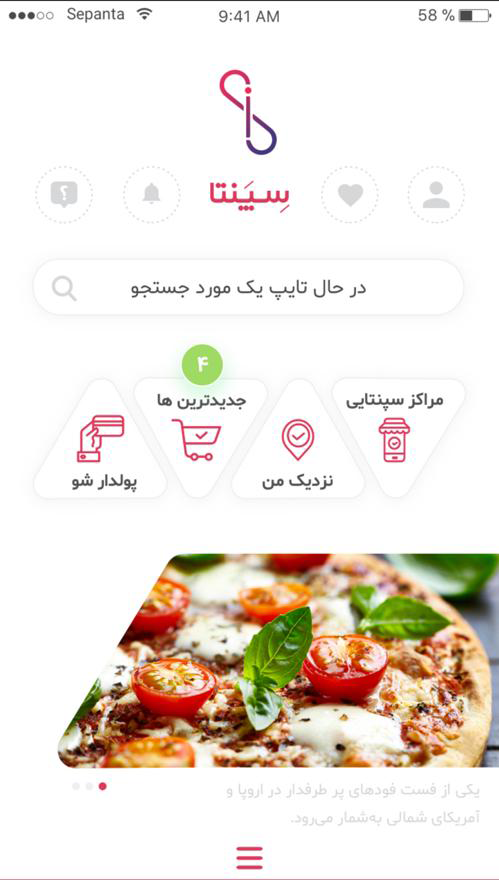 Sepanta
9:41 AM
58 %
؟
سِپَنتا
در حال تایپ یک مورد جستجو
۴
مراکز سپنتایی
جدیدترین ها
نزدیک من
پولدار شو
یکی از فست فودهای پر طرفدار در اروپا و
آمریکای شمالی به‌شمار می‌رود.